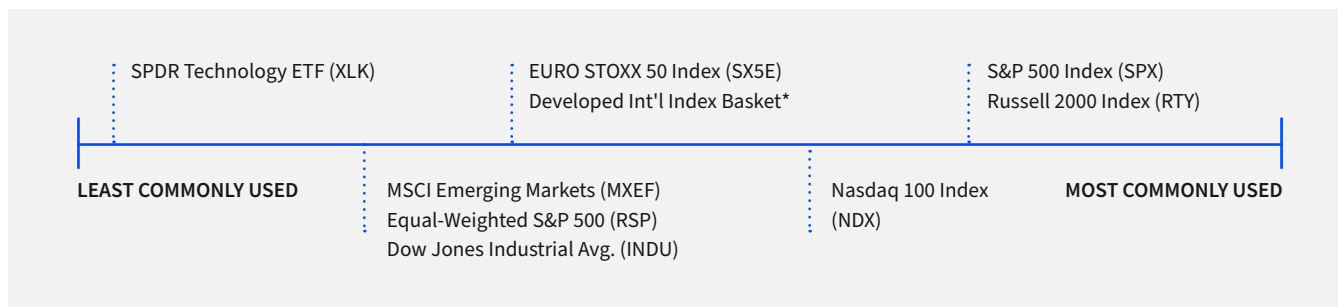 SPDR Technology ETF (XLK)
EURO STOXX 50 Index (SX5E)
Developed Int'l Index Basket*
S&P 500 Index (SPX)
Russell 2000 Index (RTY)
LEAST COMMONLY USED
MSCI Emerging Markets (MXEF)
Equal-Weighted S&P 500 (RSP)
Dow Jones Industrial Avg. (INDU)
Nasdaq 100 Index
(NDX)
MOST COMMONLY USED